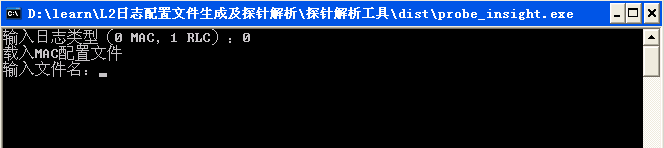 D:\learn\L2日志配置文件生成及探针解析\探针解析工具\dist\probe_insight.exe
输入日志类型（0 MAC, 1 RLC）：0
载入MAC配置文件
输入文件名：